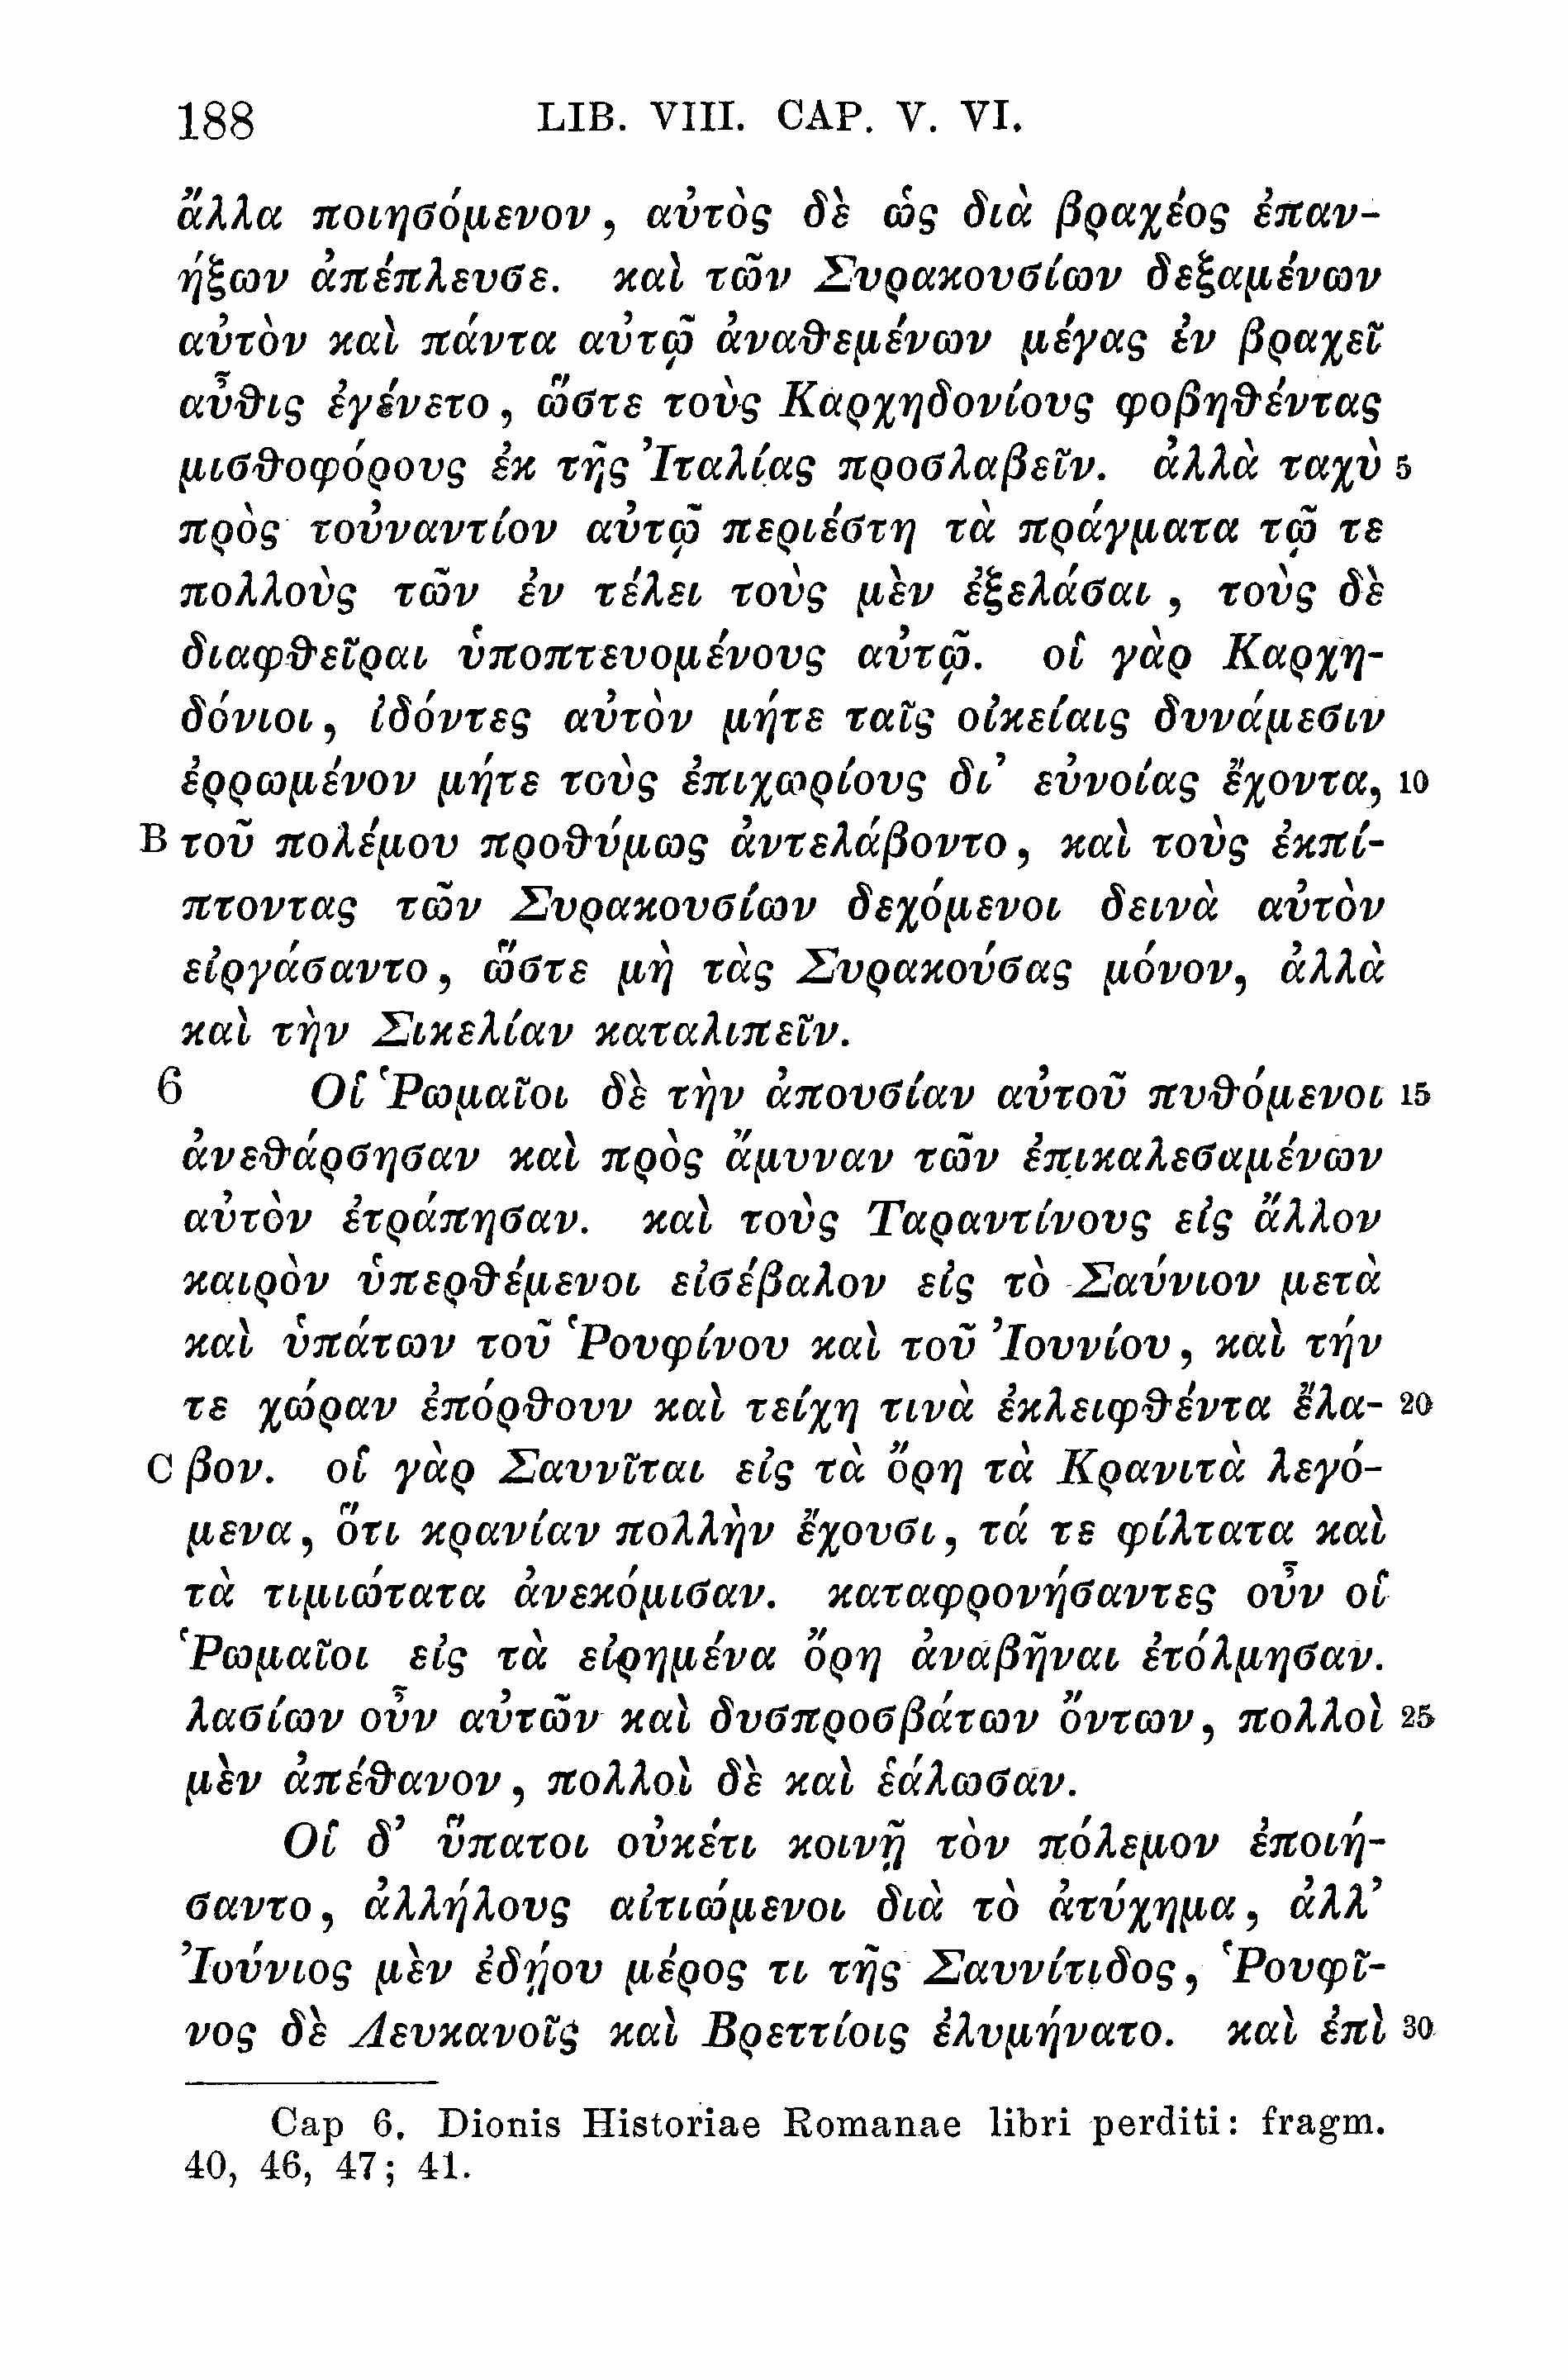 188 LIB. VIII. CAP. V. VI.
ἄλλα ποιησόμενον, αὐτὸς δὲ ὡς διὰ βραχέος ἐπαν-
ήξων ἀπέπλευσε. καὶ τῶν Συρακουσίων δεξαμένων
αὐτὸν καὶ πάντα αὐτῷ ἀναθεμένων μέγας ἐν βραχεῖ
αὖθις ἐγένετο, ὥστε τοὺς Καρχηδονίους φοβηθέντας
μισθοφόρους ἐκ τῆς Ἰταλίας προσλαβεῖν. ἀλλὰ ταχὺ 5
πρὸς τοὐναντίον αὐτῷ περιέστη τὰ πράγματα τῷ τε
πολλοὺς τῶν ἐν τέλει τοὺς μὲν ἐξελάσαι, τοὺς δὲ
διαφθεῖραι ὑποπτευομένους αὐτῷ. οἱ γὰρ Καρχη-
δόνιοι, ἰδόντες αὐτὸν μήτε ταῖς οἰκείαις δυνάμεσιν
ἐρρωμένον μήτε τοὺς ἐπιχωρίους δι’ εὐνοίας ἔχοντα, 10
B τοῦ πολέμου προθύμως ἀντελάβοντο, καὶ τοὺς ἐκπί-
πτοντας τῶν Συρακουσίων δεχόμενοι δεινὰ αὐτὸν
εἰργάσαντο, ὥστε μὴ τὰς Συρακούσας μόνον, ἀλλὰ
καὶ τὴν Σικελίαν καταλιπεῖν.
6 Οἱ Ῥωμαῖοι δὲ τὴν ἀπουσίαν αὐτοῦ πυθόμενοι 15
ἀνεθάρσησαν καὶ πρὸς ἄμυναν τῶν ἐπικαλεσαμένων
αὐτὸν ἐτράπησαν. καὶ τοὺς Ταραντίνους εἰς ἄλλον
καιρὸν ὑπερθέμενοι εἰσέβαλον εἰς τὸ Σαύνιον μετὰ
καὶ ὑπάτων τοῦ Ῥουφίνου καὶ τοῦ Ἰουνίου, καὶ τήν
τε χώραν ἐπόρθουν καὶ τείχη τινὰ ἐκλειφθέντα ἔλα- 20
C βον. οἱ γὰρ Σαυνῖται εἰς τὰ ὄρη τὰ Κρανιτὰ λεγό-
μενα, ὅτι κρανίαν πολλὴν ἔχουσι, τά τε φίλτατα καὶ
τὰ τιμιώτατα ἀνεκόμισαν. καταφρονήσαντες οὖν οἱ
Ῥωμαῖοι εἰς τὰ εἰρημένα ὄρη ἀναβῆναι ἐτόλμησαν.
λασίων οὖν αὐτῶν καὶ δυσπροσβάτων ὄντων, πολλοὶ 25
μὲν ἀπέθανον, πολλοὶ δὲ καὶ ἑάλωσαν.
Οἱ δ’ ὕπατοι οὐκέτι κοινῇ τὸν πόλεμον ἐποιή-
σαντο, ἀλλήλους αἰτιώμενοι διὰ τὸ ἀτύχημα, ἀλλ’
Ἰούνιος μὲν ἐδῄου μέρος τι τῆς Σαυνίτιδος, Ῥουφῖ-
νος δὲ Λευκανοῖς καὶ Βρεττίοις ἐλυμήνατο. καὶ ἐπὶ 30
Cap 6. Dionis Historiae Romanae libri perditi: fragm.
40, 46, 47; 41.